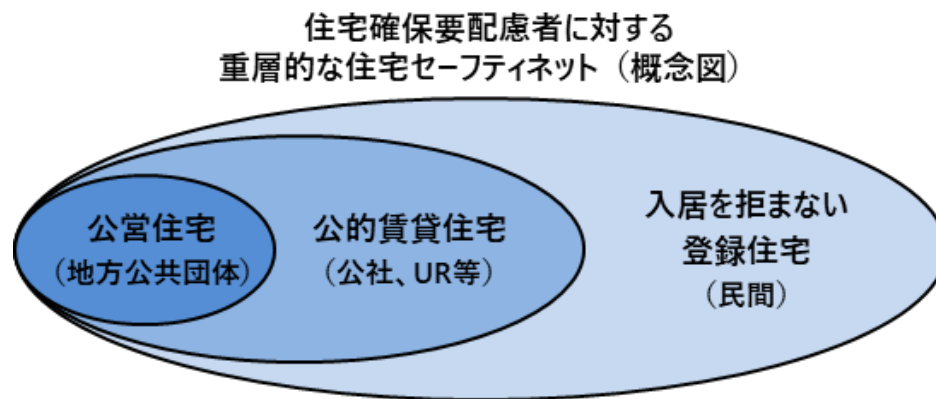 住宅確保要配慮者に対する
重層的な住宅セーフティネット（概念図）
公営住宅
（地方公共団体）
公的賃貸住宅
（公社、UR等）
入居を拒まない
登録住宅
（民間）